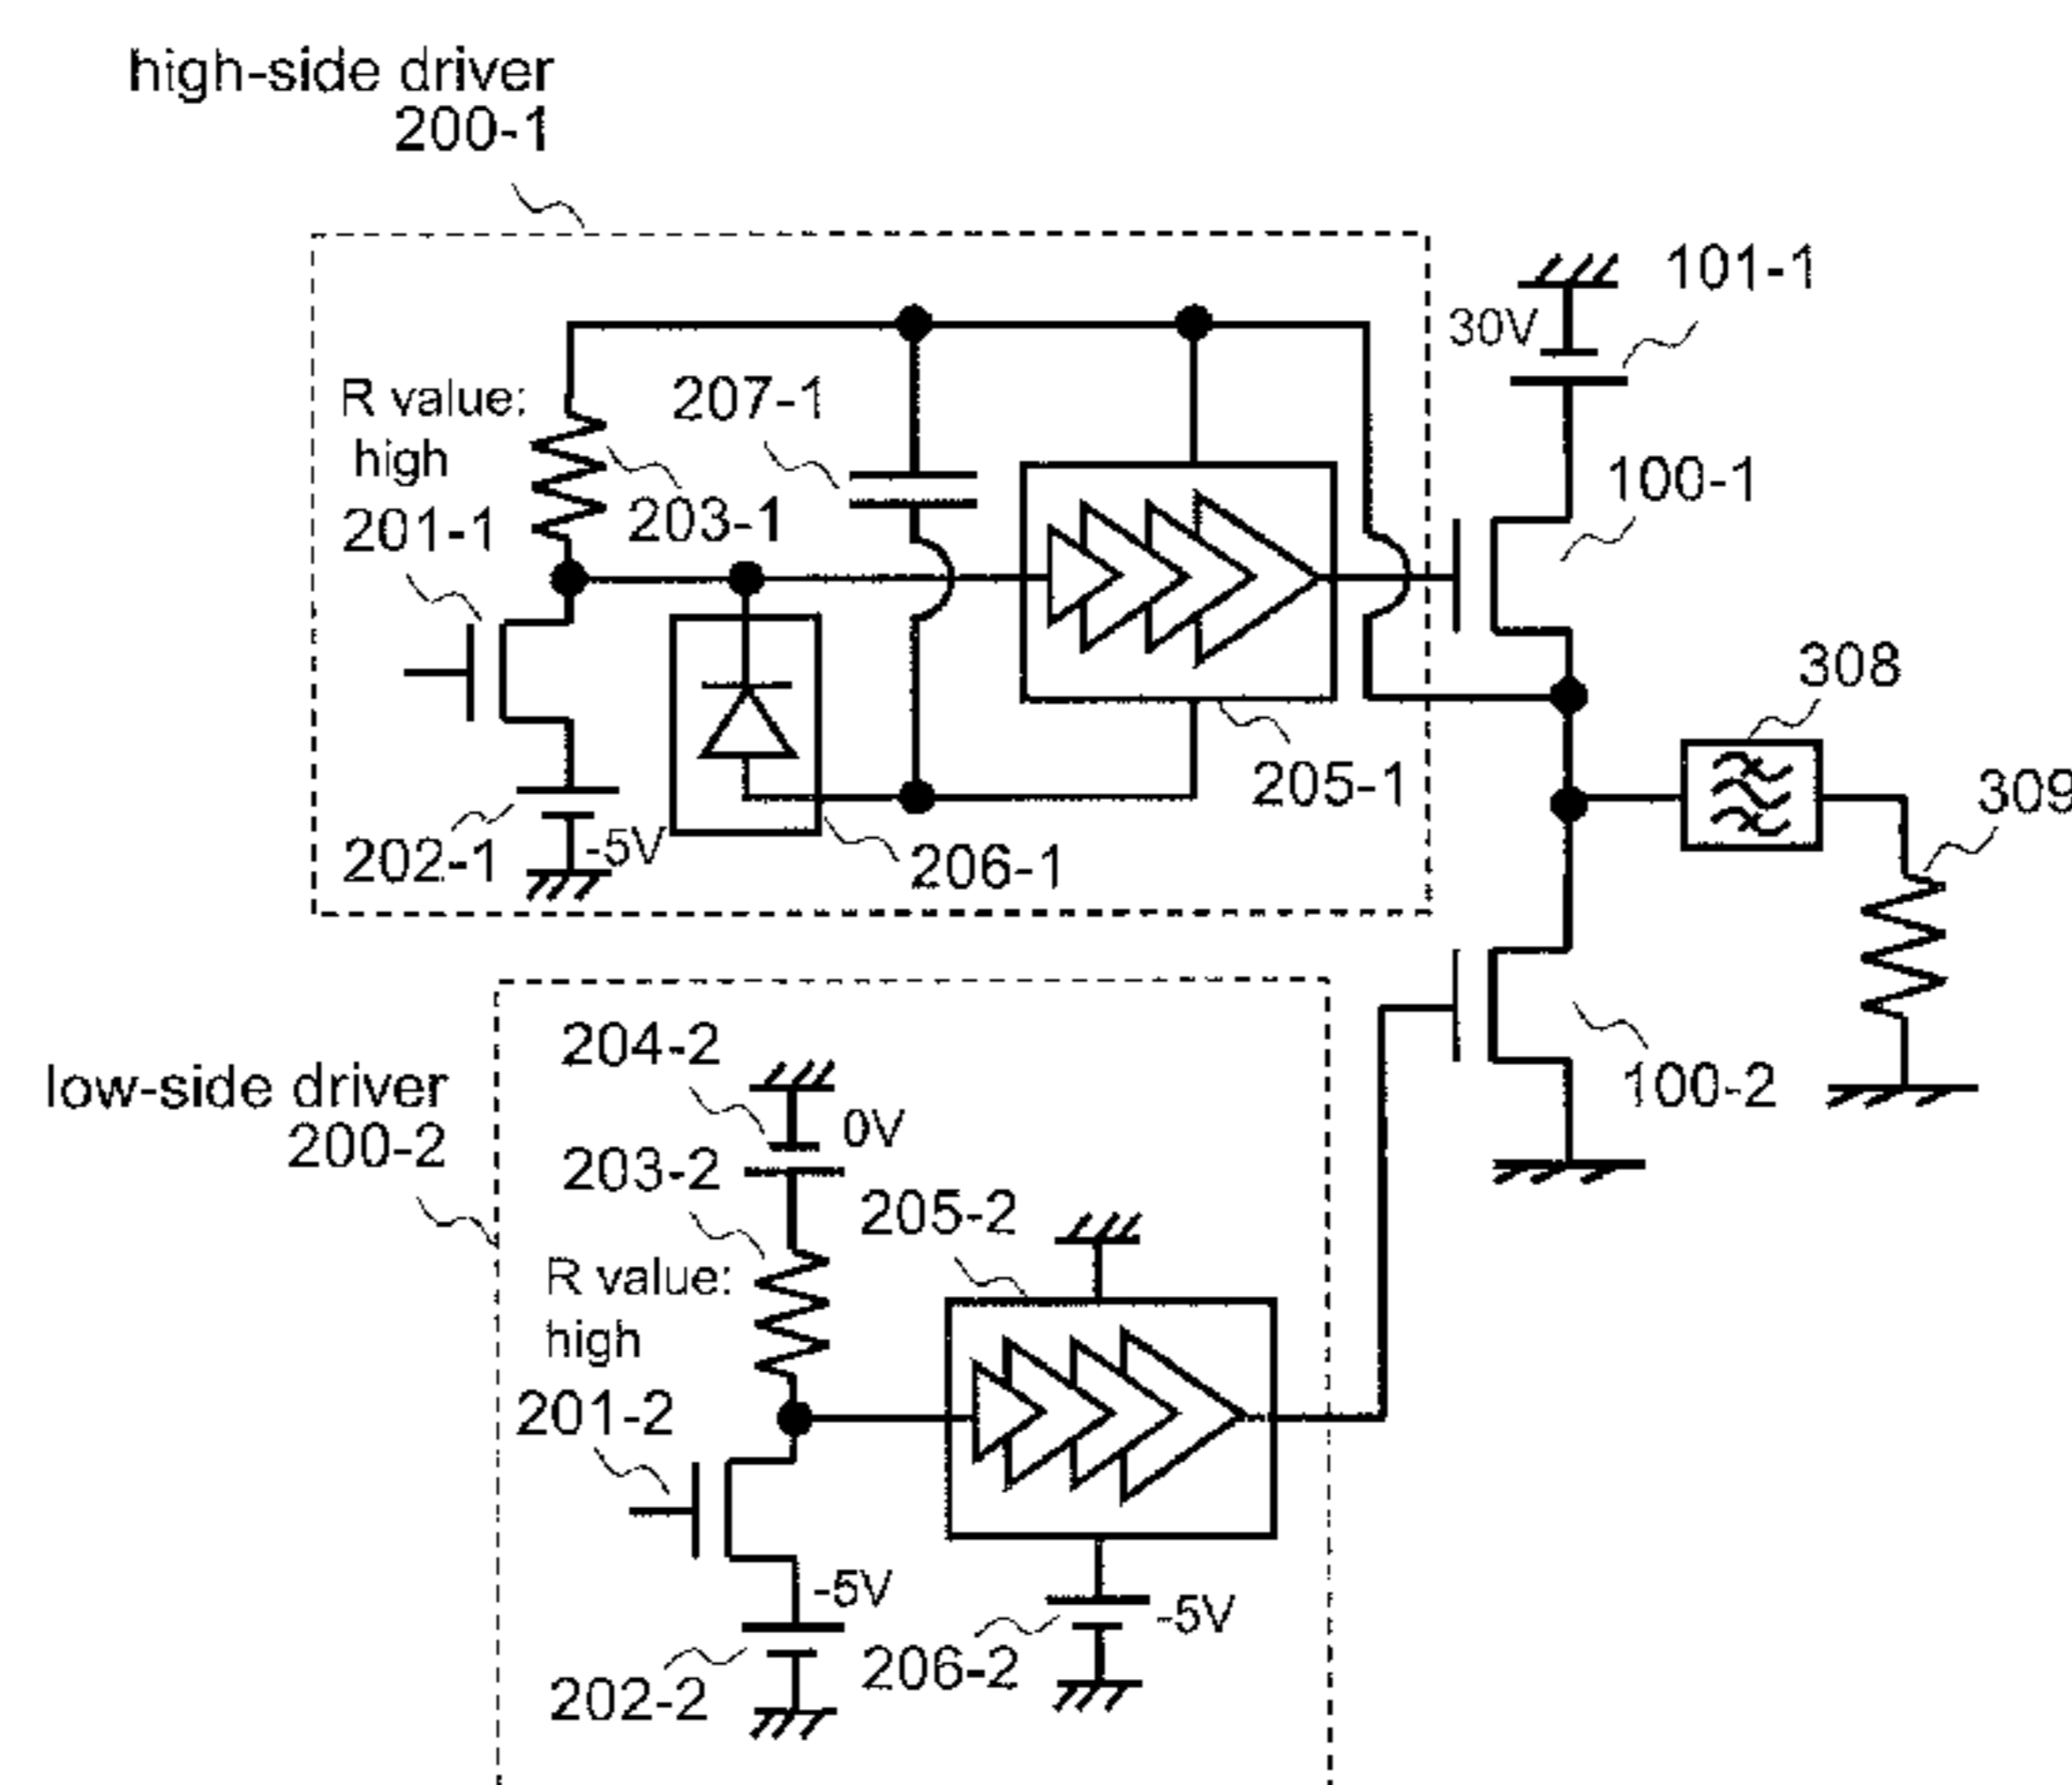 high-side driver
200-1
101-1
30V
R value:
high
207-1
201-1
203-1
100-1
308
205-1
309
202-1
-5V
206-1
204-2
0V
low-side driver
200-2
203-2
100-2
205-2
R value:
high
201-2
-5V
-5V
206-2
202-2